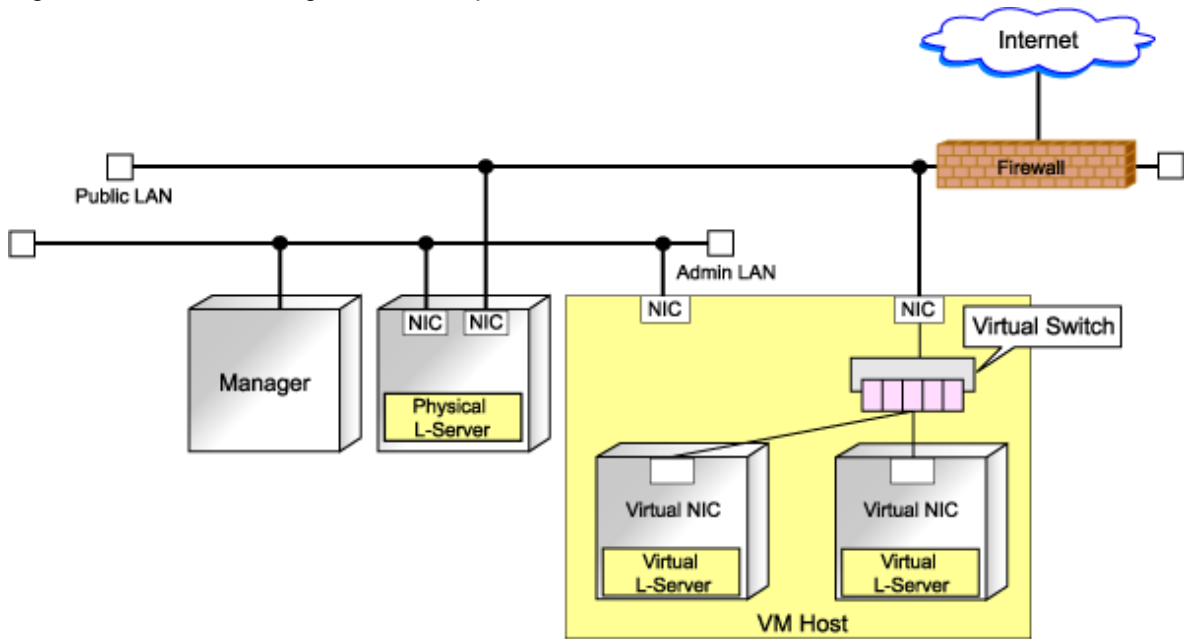 Internet
Firewall
Public LAN
Admin LAN
NIC
NIC
NIC
NIC
Virtual Switch
Manager
Physical
L-Server
Virtual NIC
Virtual NIC
Virtual
L-Server
Virtual
L-Server
VM Host